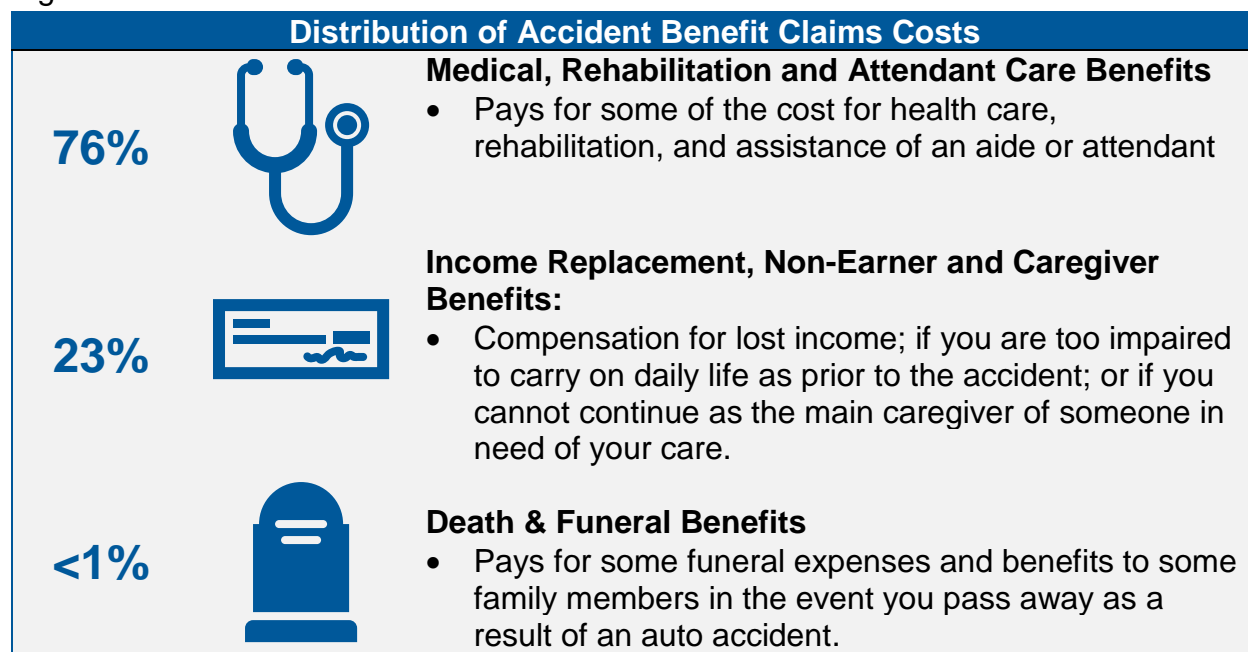 Distribution of Accident Benefit Claims Costs
76%
Medical, Rehabilitation and Attendant Care Benefits
• Pays for some of the cost for health care,
rehabilitation, and assistance of an aide or attendant
23%
Income Replacement, Non-Earner and Caregiver
Benefits:
• Compensation for lost income; if you are too impaired
to carry on daily life as prior to the accident; or if you
cannot continue as the main caregiver of someone in
need of your care.
<1%
Death & Funeral Benefits
• Pays for some funeral expenses and benefits to some
family members in the event you pass away as a
result of an auto accident.